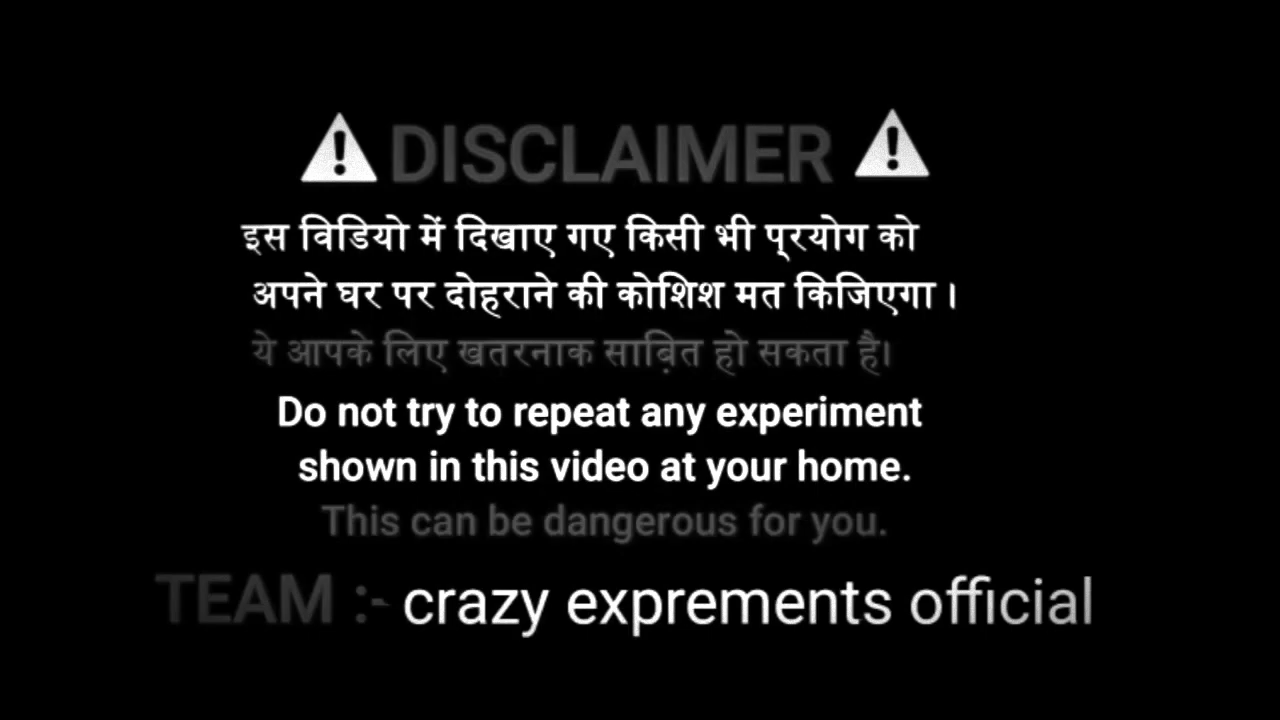 DISCLAIMER
इस विडियो में दिखाए गए किसी भी प्रयोग को
अपने घर पर दोहराने की कोशिश मत किजिएगा ।
ये आपके लिए खतरनाक साब़ित हो सकता है।
Do not try to repeat any experiment
shown in this video at your home.
This can be dangerous for you.
TEAM :- crazy exprements official